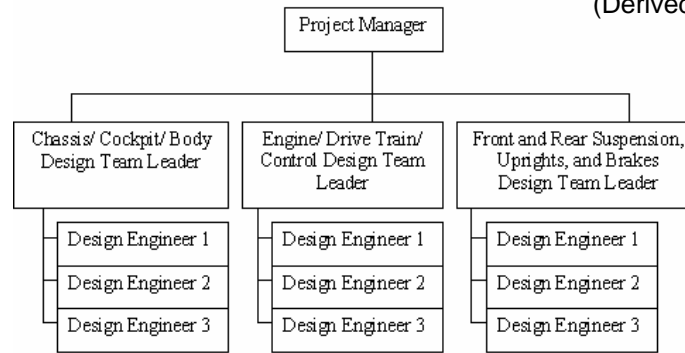 (Derived
Project Manager
Chassis/ Cockpit/ Body
Design Team Leader
Engine/ Drive Train/
Control Design Team
Leader
Front and Rear Suspension,
Uprights, and Brakes
Design Team Leader
Design Engineer 1
Design Engineer 2
Design Engineer 3
Design Engineer 1
Design Engineer 2
Design Engineer 3
Design Engineer 1
Design Engineer 2
Design Engineer 3